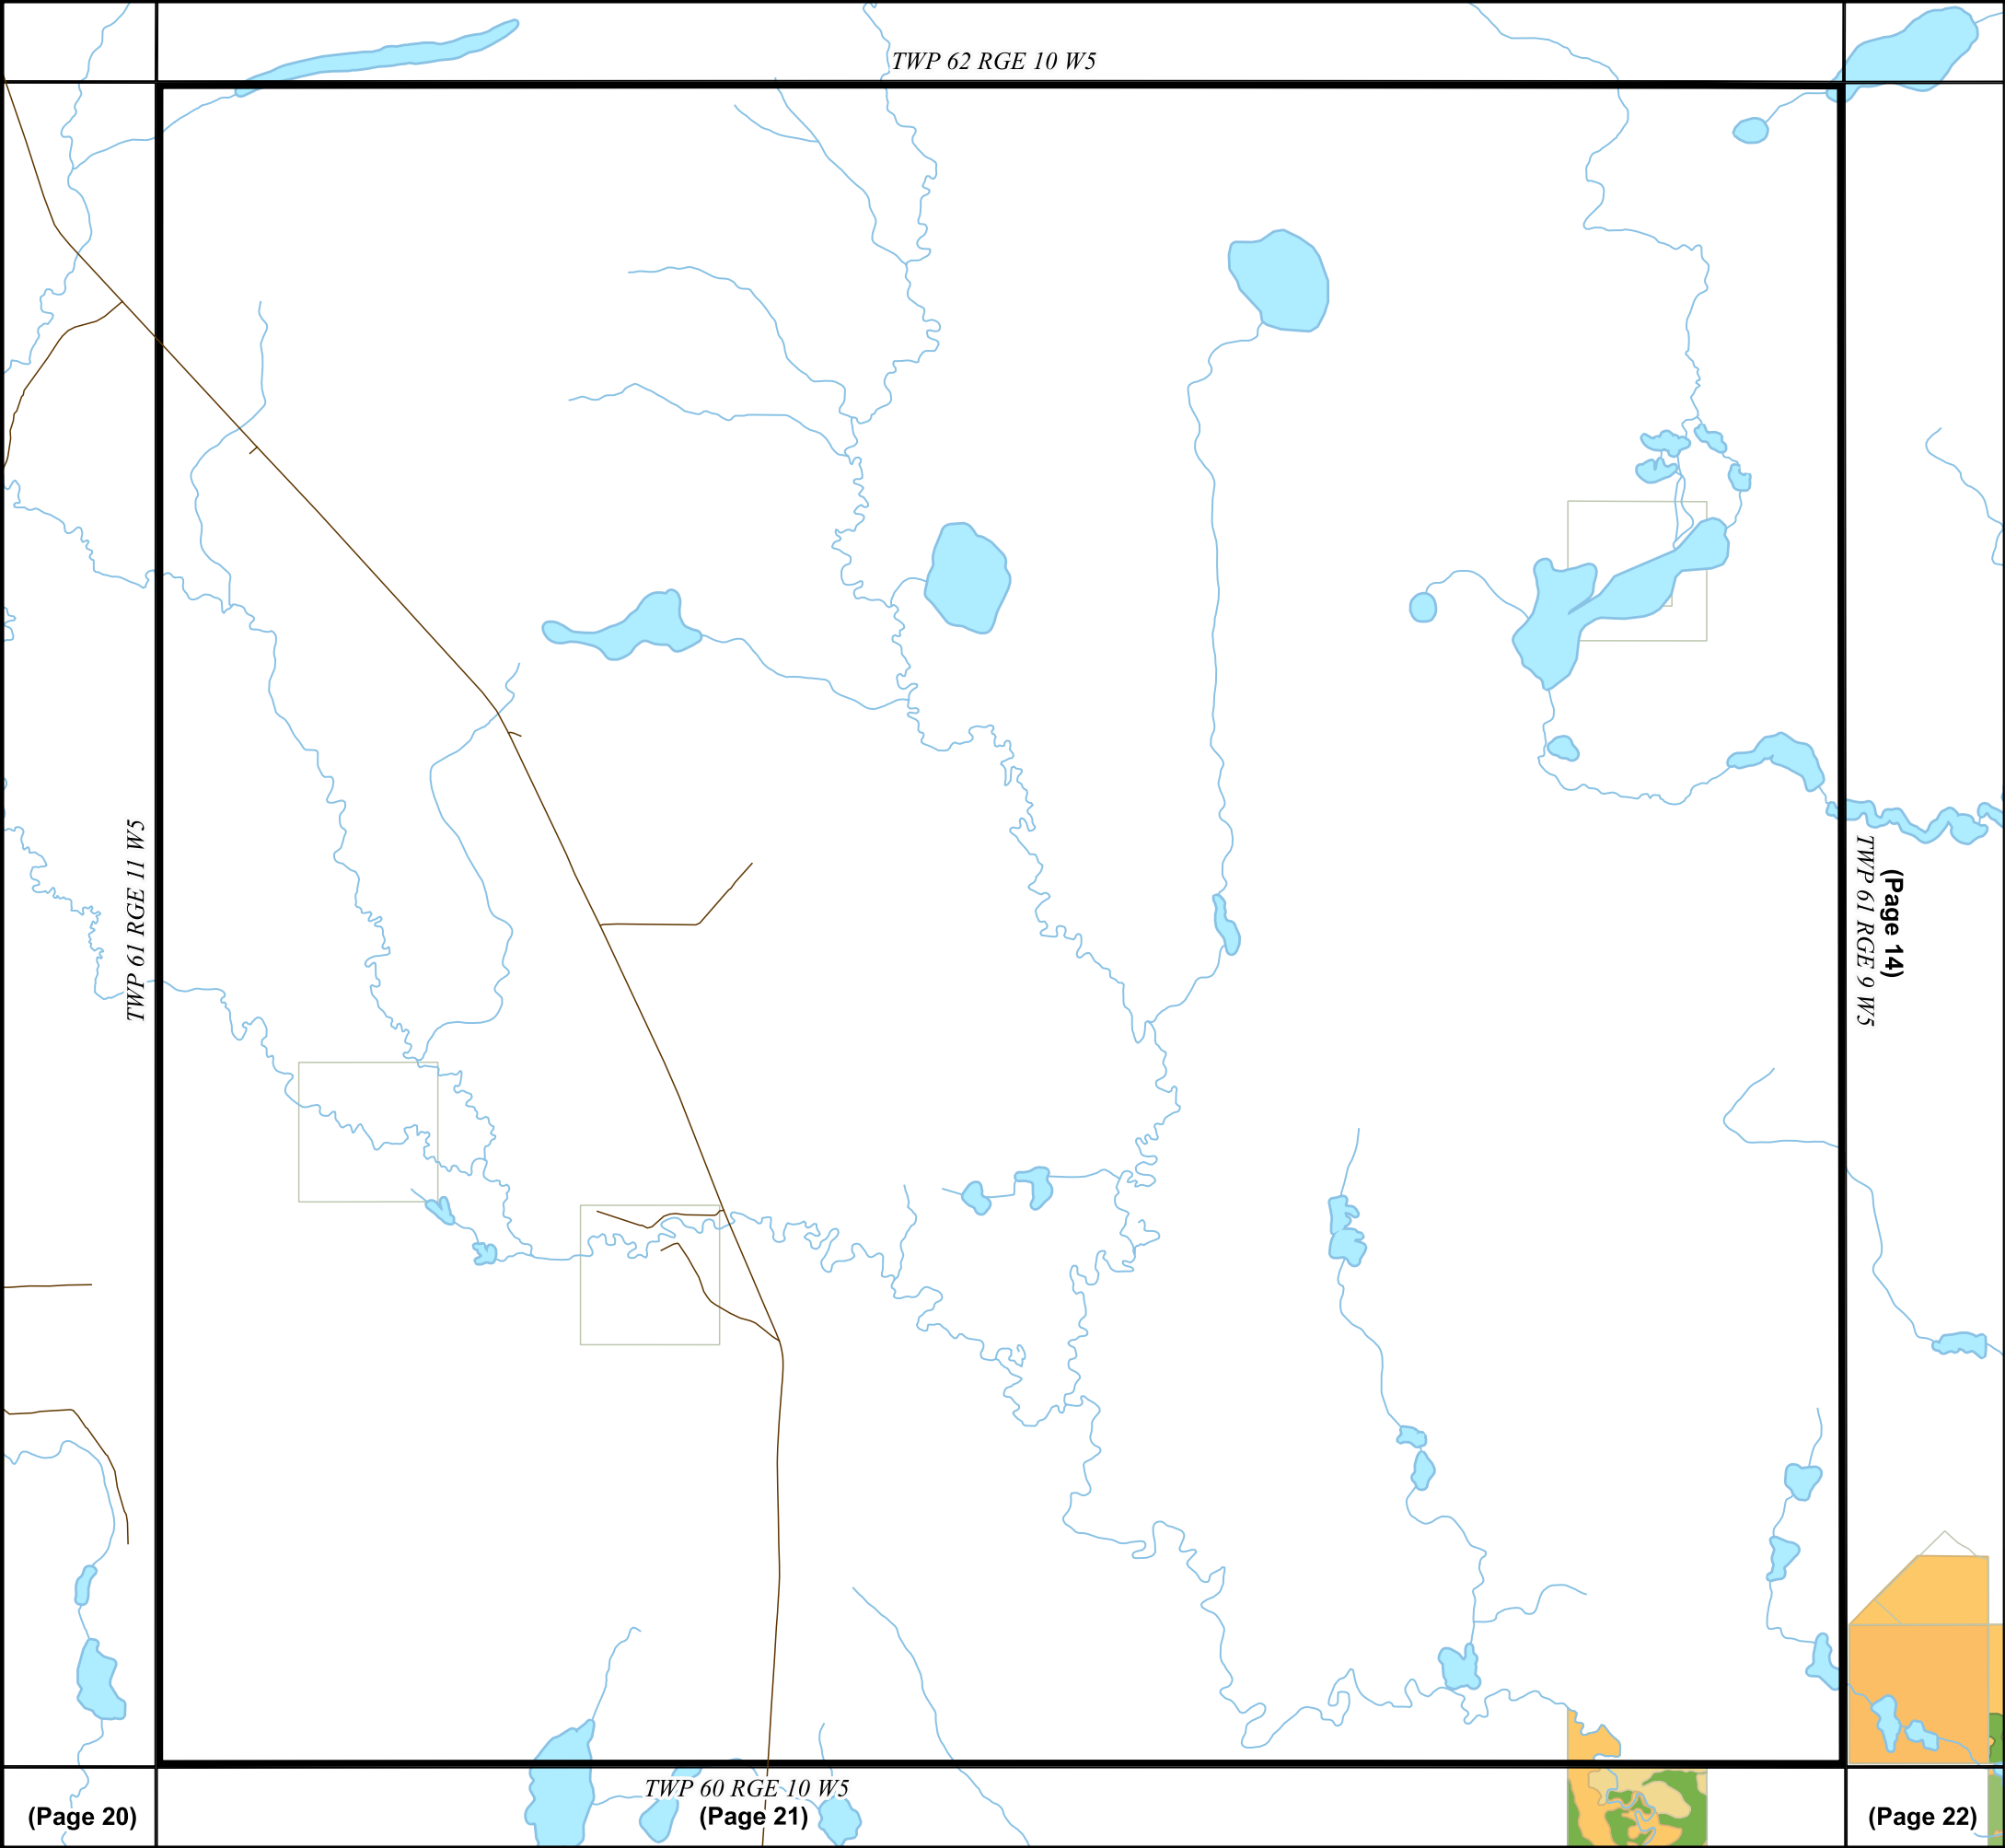 TWP 62 RGE 10 W5
TWP 61 RGE 11 W5
(Page 14)
TWP 61 RGE 9 W5
TWP 60 RGE 10 W5
(Page 20)
(Page 21)
(Page 22)